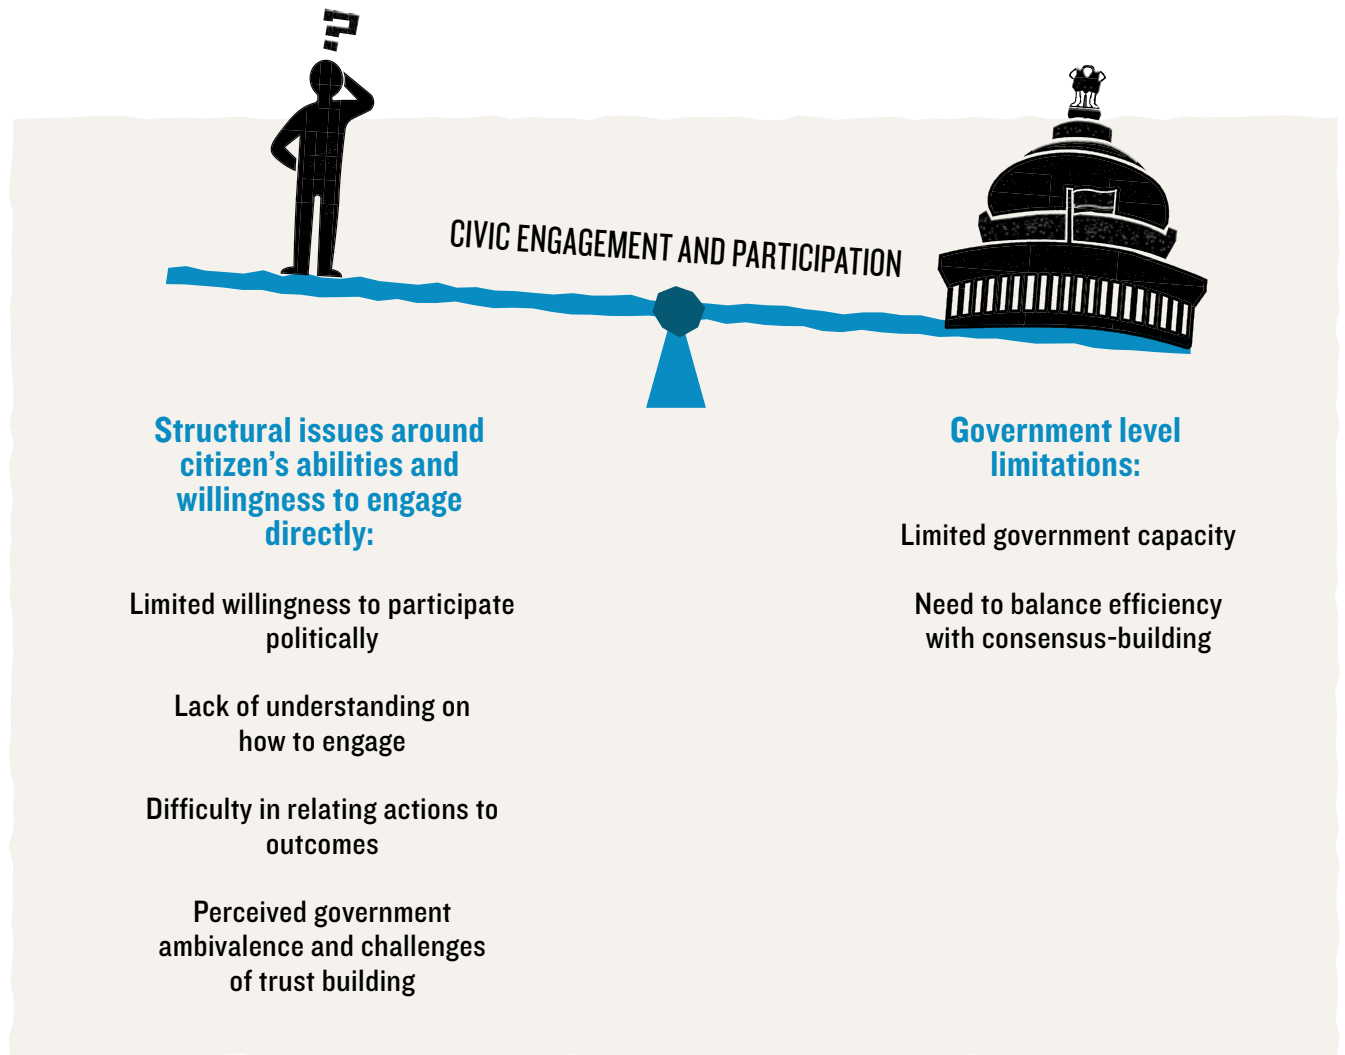 ?
CIVIC ENGAGEMENT AND PARTICIPATION
Structural issues around
citizen’s abilities and
willingness to engage
directly:
Limited willingness to participate
politically
Lack of understanding on
how to engage
Difficulty in relating actions to
outcomes
Perceived government
ambivalence and challenges
of trust building
Government level
limitations:
Limited government capacity
Need to balance efficiency
with consensus-building